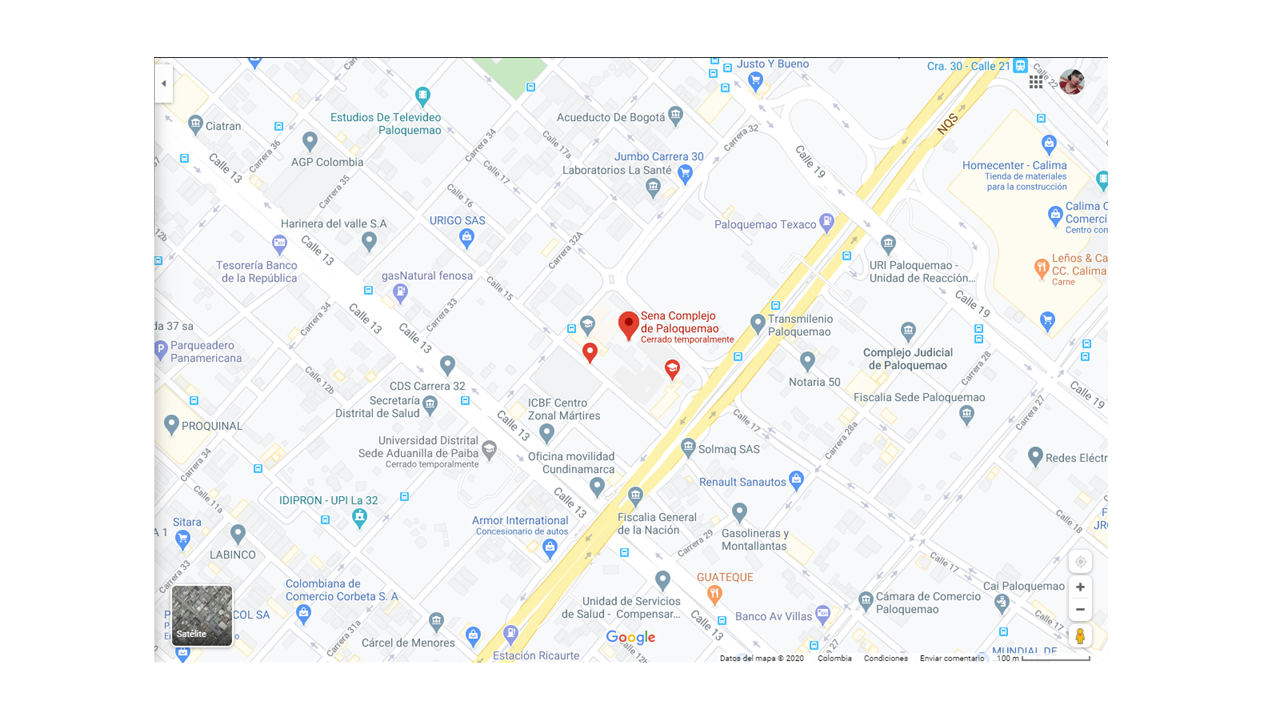 Justo Y Bueno
Cra. 30 - Calle 21
Calle 22
NQS
Estudios De Televideo
Paloquemao
Ciatran
Carrera 36
AGP Colombia
Calle 13
Carrera 35
Carrera 34
Calle 17a
Calle 17
Calle 16
Acueducto De Bogotá
Carrera 32
Jumbo Carrera 30
Laboratorios La Santé
Calle 19
Homecenter - Calima
Tienda de materiales
para la construcción
Calima C
Comerci
Centro con
Harinera del valle S.A
URIGO SAS
Paloquemao Texaco
Carrera 32A
Calle 13
Tesorería Banco
de la República
gasNatural fenosa
Calle 15
URI Paloquemao -
Unidad de Reacción...
Leños & Ca
CC. Calima
Carne
Calle 19
12b
Carrera 33
Calle 13
Calle 13
da 37 sa
Parqueadero
Panamericana
Sena Complejo
de Paloquemao
Cerrado temporalmente
Transmilenio
Paloquemao
Complejo Judicial
de Paloquemao
Carrera 28
Notaria 50
Calle 12b
CDS Carrera 32
Secretaría
Distrital de Salud
ICBF Centro
Zonal Mártires
Fiscalia Sede Paloquemao
Calle 19
Carrera 27
PROQUINAL
Calle 13
Calle 17
Carrera 28a
Universidad Distrital
Sede Aduanilla de Paiba
Cerrado temporalmente
Solmaq SAS
Oficina movilidad
Cundinamarca
Redes Eléctr
Carrera 34
Renault Sanautos
Calle 11a
IDIPRON - UPI La 32
Calle 13
Sitara
A 1
Armor International
Concesionario de autos
Fiscalia General
de la Nación
Gasolineras y
Montallantas
Carrera 29
Calle 18
F
JR
LABINCO
Calle 17
Carrera 33
GUATEQUE
Colombiana de
Comercio Corbeta S. A
Unidad de Servicios
de Salud - Compensar...
Cai Paloquemao
Cámara de Comercio
Paloquemao
COL SA
Satélite
Banco Av Villas
Carrera 31a
Cárcel de Menores
Google
Estación Ricaurte
MUNDIAL DE
Datos del mapa © 2020 Colombia Condiciones Enviar comentario 100 m